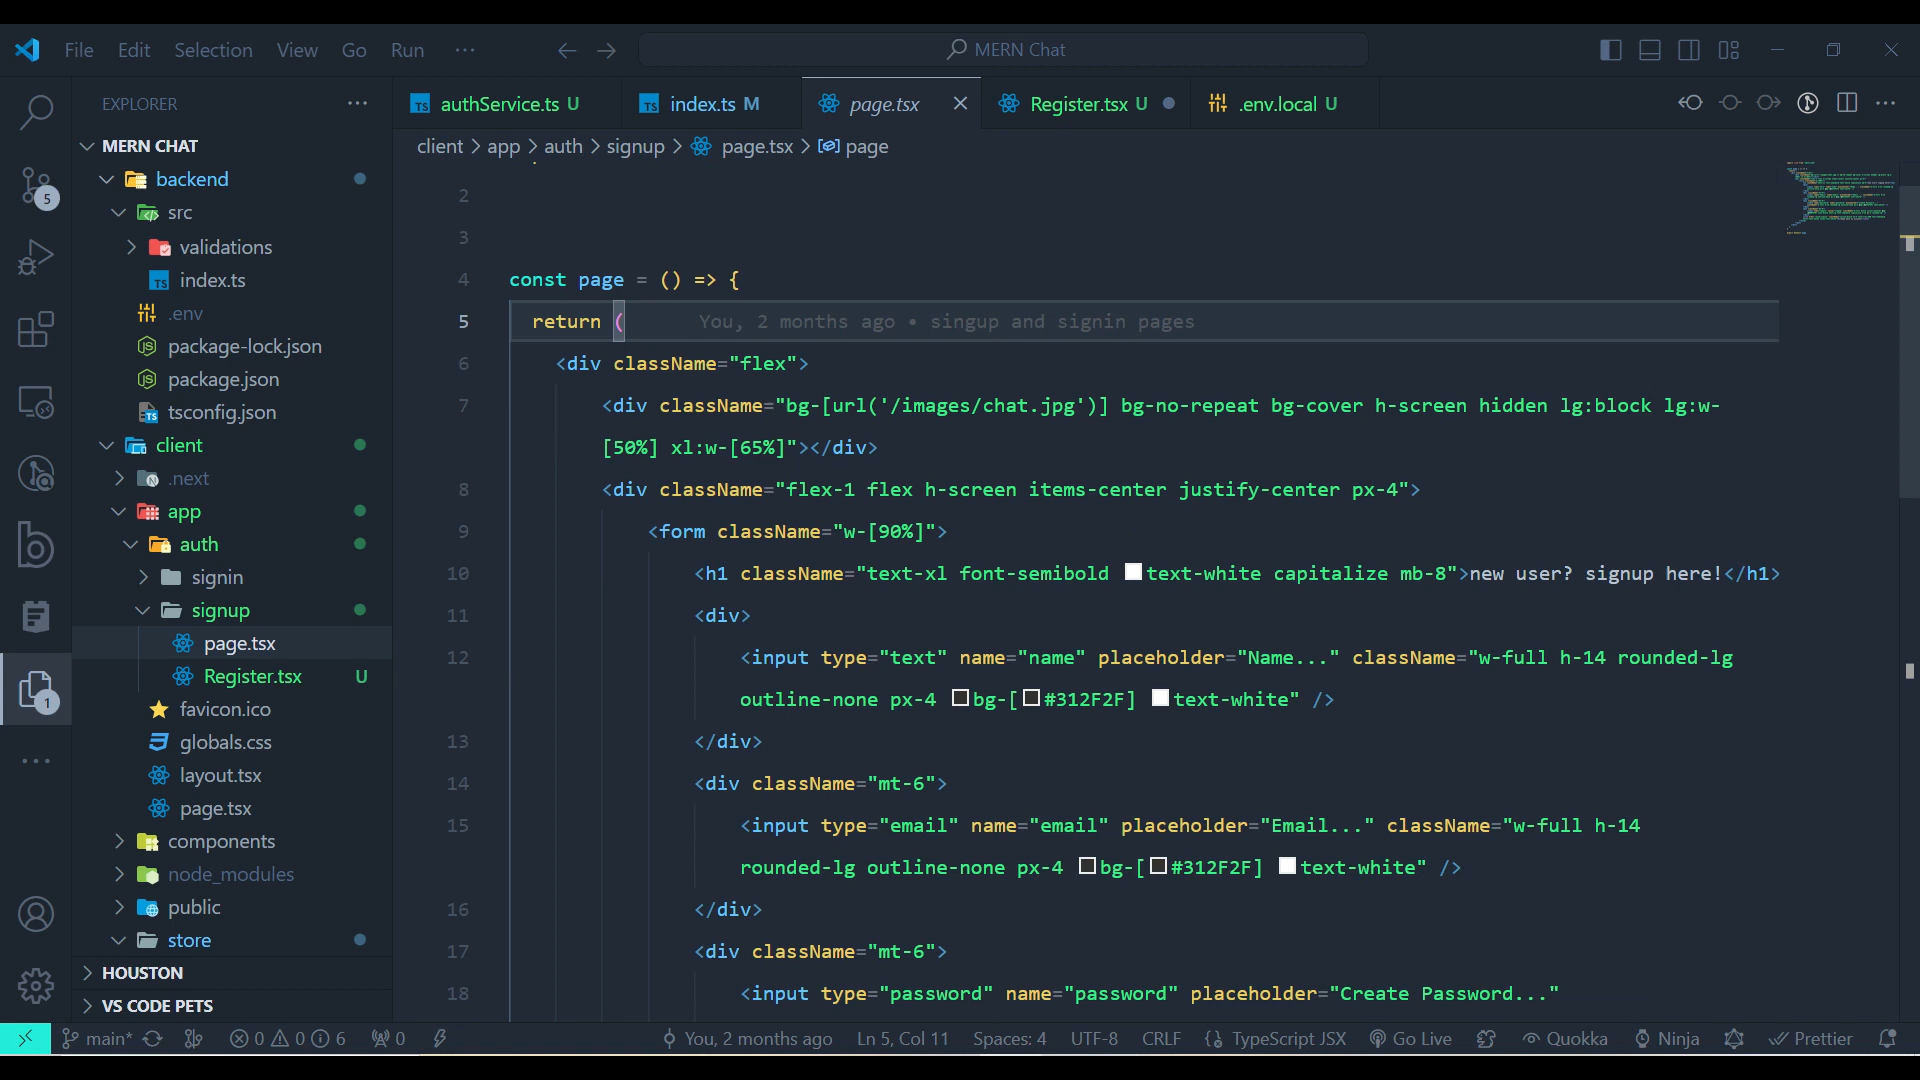 File Edit Selection View Go Run ··· MERN Chat
EXPLORER ···
authService.ts U index.ts M page.tsx Register.tsx U .env.local U
client > app > auth > signup > page.tsx > page
MERN CHAT
backend
src
validations
index.ts
.env
package-lock.json
package.json
tsconfig.json
client
.next
app
auth
signin
signup
page.tsx
Register.tsx U
favicon.ico
globals.css
layout.tsx
page.tsx
components
node_modules
public
store
HOUSTON
VS CODE PETS
5
1
2
3
4 const page = () => {
5 return ( You, 2 months ago • singup and signin pages
6 <div className="flex">
7 <div className="bg-[url('/images/chat.jpg')] bg-no-repeat bg-cover h-screen hidden lg:block lg:w-
[50%] xl:w-[65%]"></div>
8 <div className="flex-1 flex h-screen items-center justify-center px-4">
9 <form className="w-[90%]">
10 <h1 className="text-xl font-semibold text-white capitalize mb-8">new user? signup here!</h1>
11 <div>
12 <input type="text" name="name" placeholder="Name..." className="w-full h-14 rounded-lg
outline-none px-4 bg-[#312F2F] text-white" />
13 </div>
14 <div className="mt-6">
15 <input type="email" name="email" placeholder="Email..." className="w-full h-14
rounded-lg outline-none px-4 bg-[#312F2F] text-white" />
16 </div>
17 <div className="mt-6">
18 <input type="password" name="password" placeholder="Create Password..."
main* 0 0 6 0 You, 2 months ago Ln 5, Col 11 Spaces: 4 UTF-8 CRLF TypeScript JSX Go Live Quokka Ninja Prettier